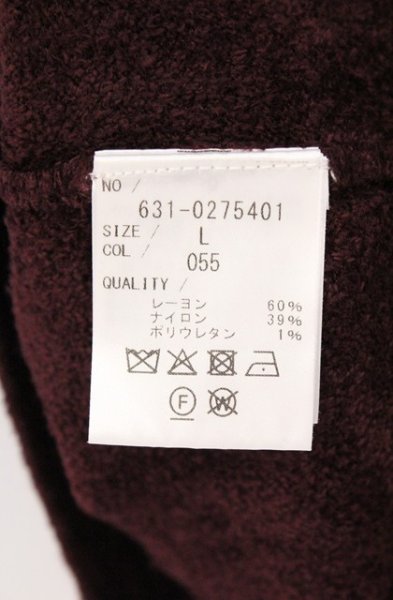 NO /
631-0275401
SIZE /
L
COL /
055
QUALITY /
レーヨン 60%
ナイロン 39%
ポリウレタン 1%
F W